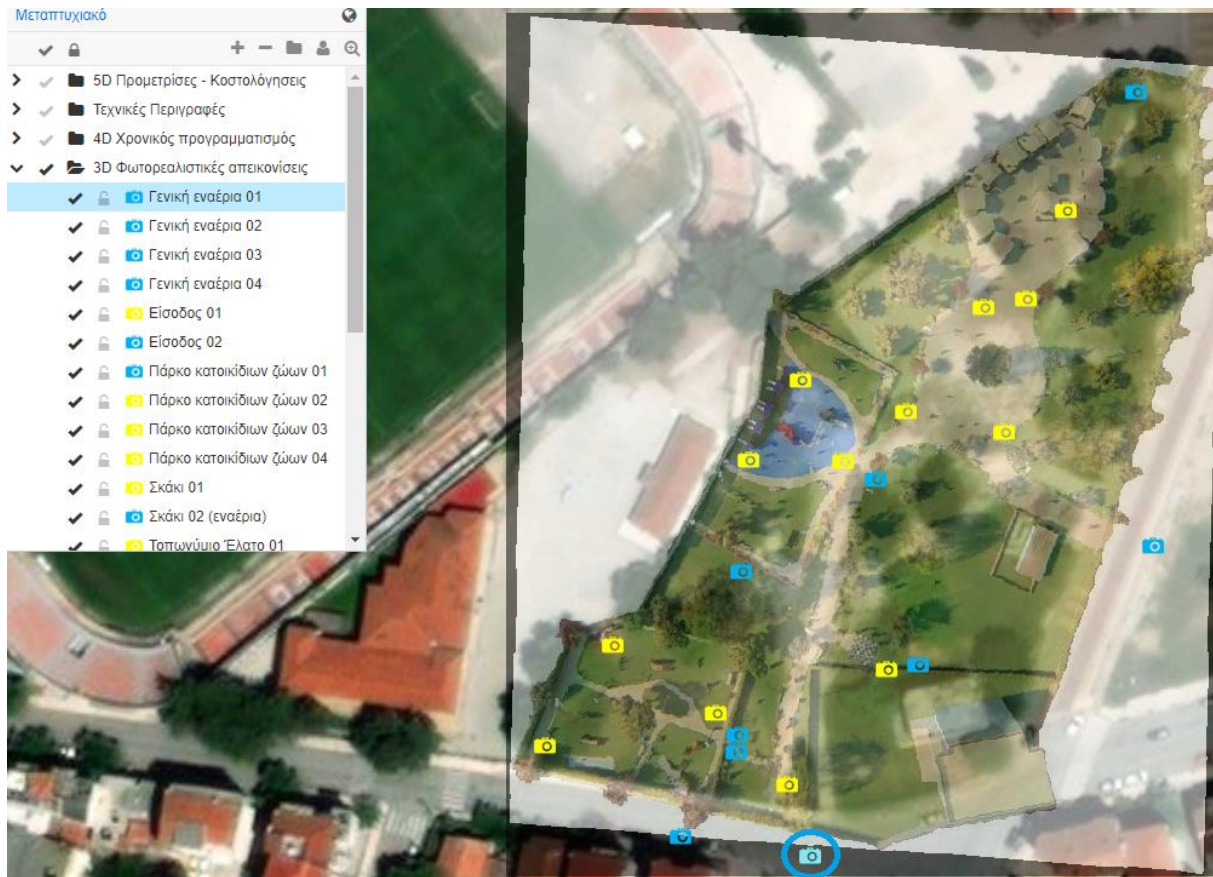 Μεταπτυχιακό
5D Προμετρίσες - Κοστολόγησεις
Τεχνικές Περιγραφές
4D Χρονικός προγραμματισμός
3D Φωτορεαλιστικές απεικονίσεις
Γενική εναέρια 01
Γενική εναέρια 02
Γενική εναέρια 03
Γενική εναέρια 04
Είσοδος 01
Είσοδος 02
Πάρκο κατοικίδιων ζώων 01
Πάρκο κατοικίδιων ζώων 02
Πάρκο κατοικίδιων ζώων 03
Πάρκο κατοικίδιων ζώων 04
Σκάκι 01
Σκάκι 02 (εναέρια)
Τοπωνύμιο Έλατο 01